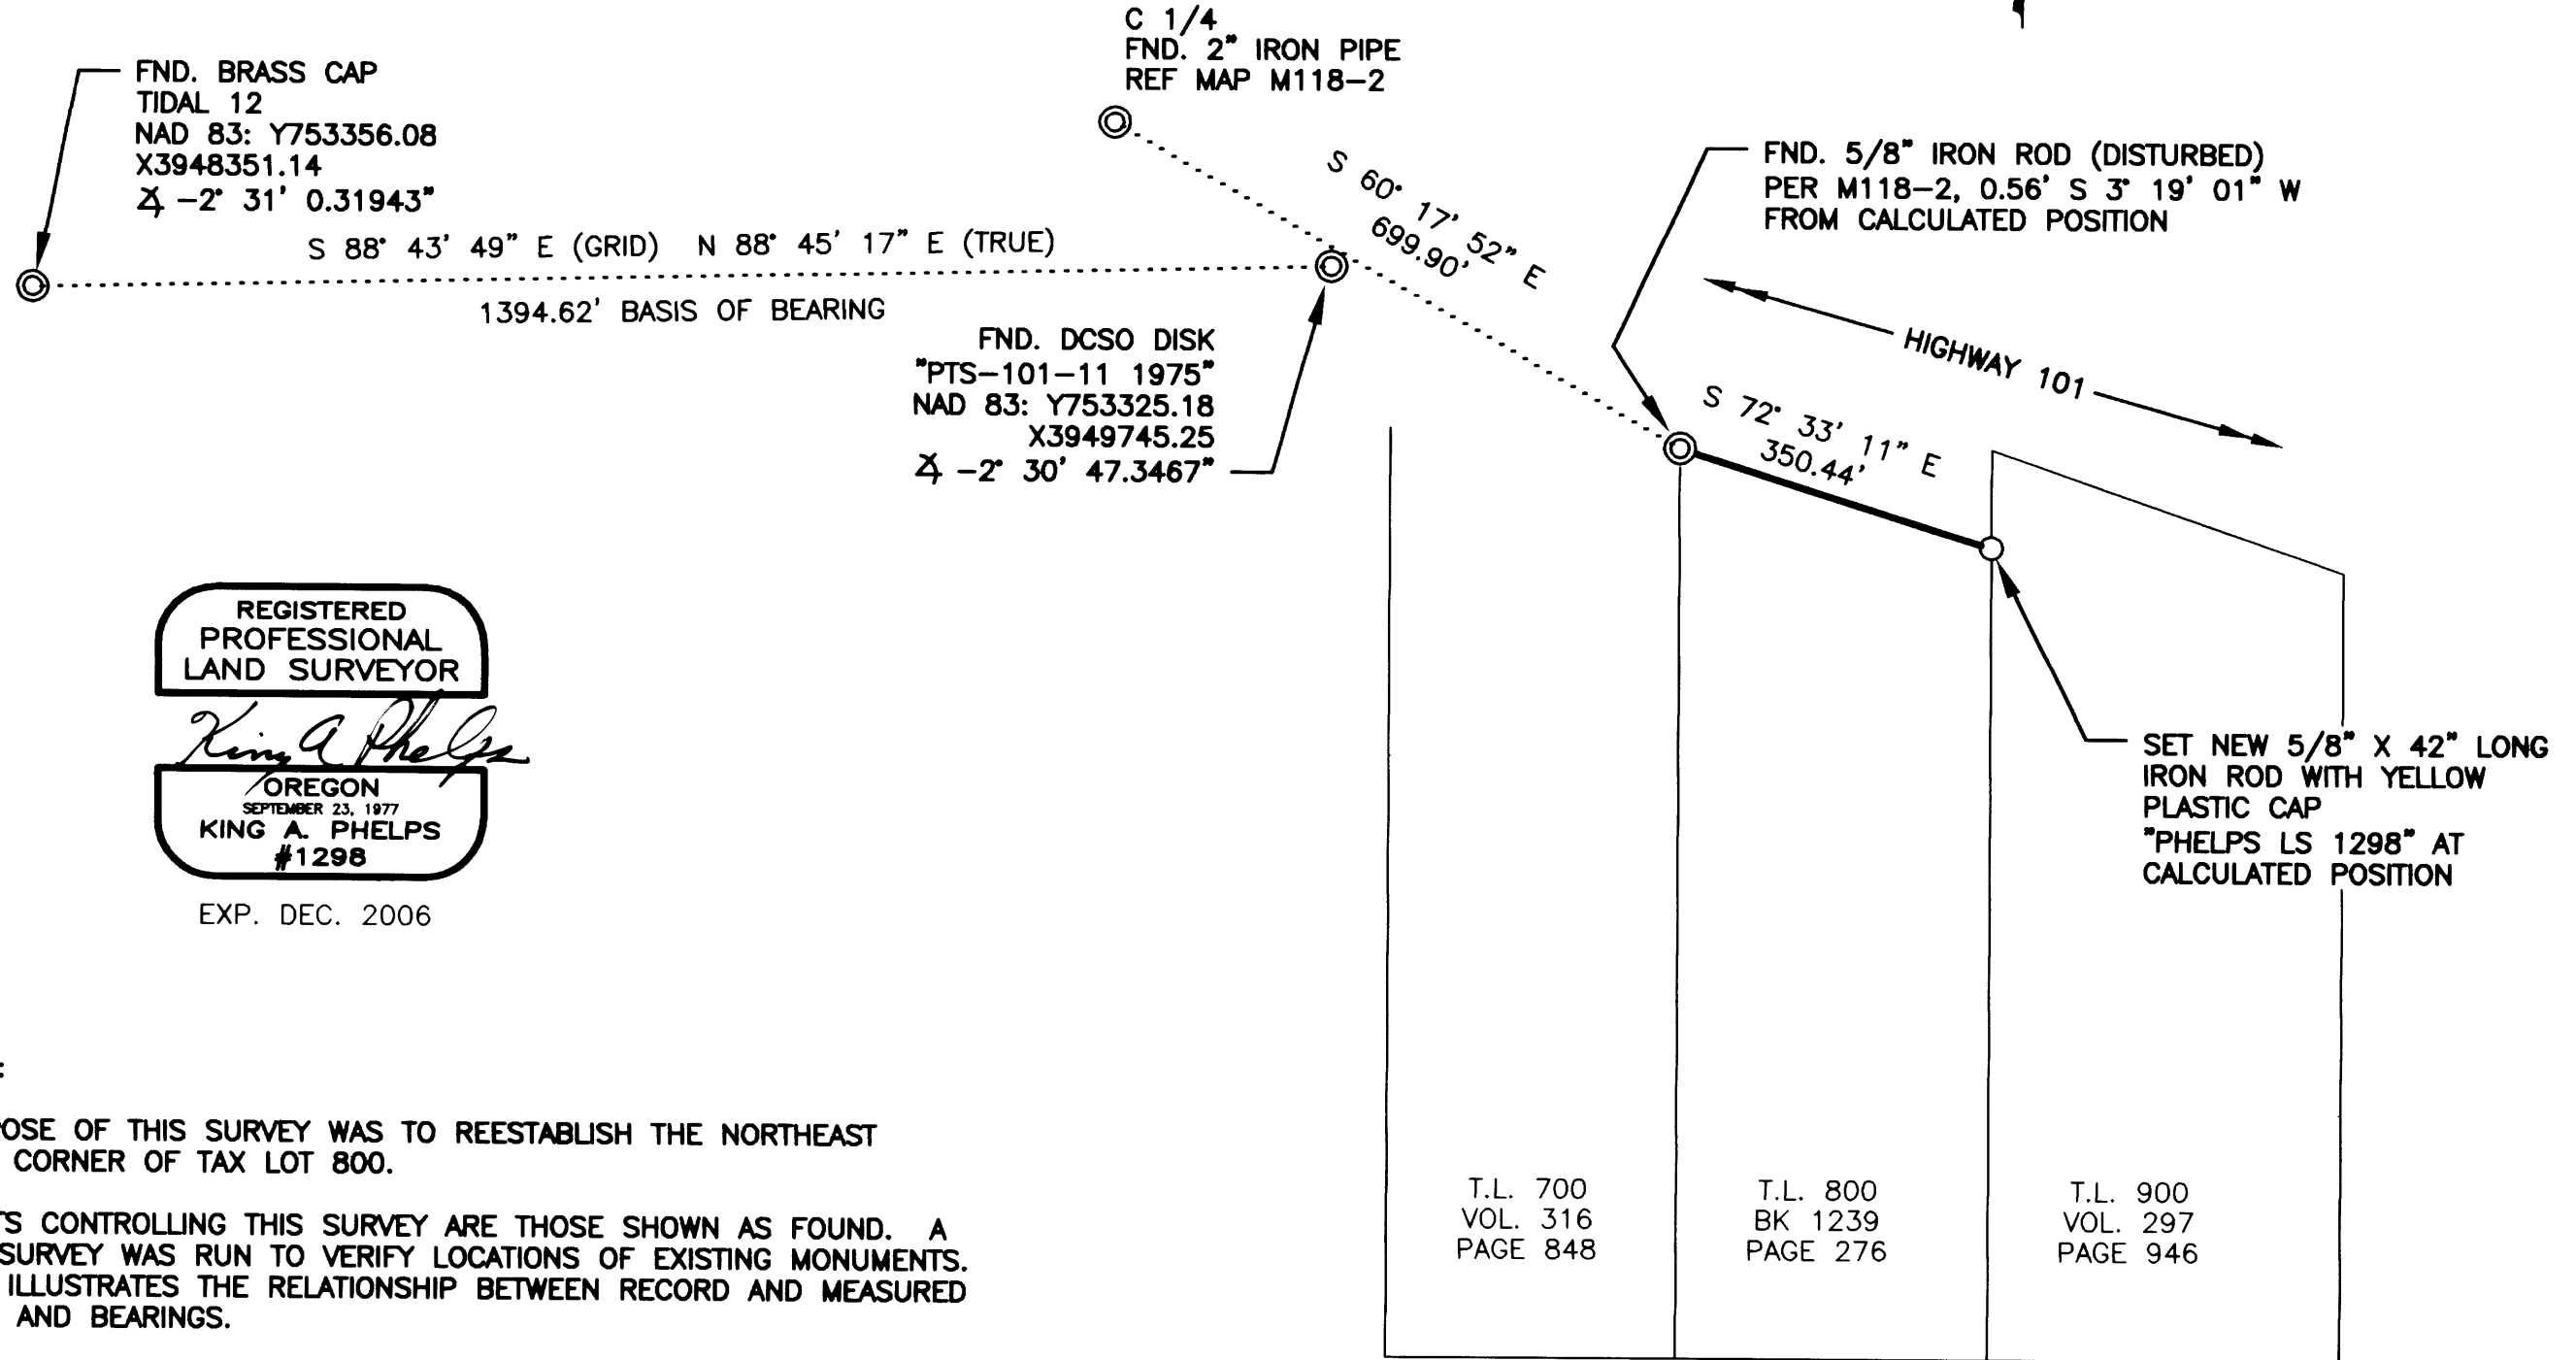 C 1/4
FND. 2" IRON PIPE
REF MAP M118-2
FND. BRASS CAP
TIDAL 12
NAD 83: Y753356.08
X3948351.14
∡ -2° 31' 0.31943"
S 88° 43' 49" E (GRID) N 88° 45' 17" E (TRUE)
1394.62' BASIS OF BEARING
S 60° 17' 52" E
699.90'
FND. 5/8" IRON ROD (DISTURBED)
PER M118-2, 0.56' S 3° 19' 01" W
FROM CALCULATED POSITION
FND. DCSO DISK
"PTS-101-11 1975"
NAD 83: Y753325.18
X3949745.25
∡ -2° 30' 47.3467"
HIGHWAY 101
S 72° 33' 11" E
350.44'
REGISTERED
PROFESSIONAL
LAND SURVEYOR
King A Phelps
OREGON
SEPTEMBER 23, 1977
KING A. PHELPS
#1298
EXP. DEC. 2006
SET NEW 5/8" X 42" LONG
IRON ROD WITH YELLOW
PLASTIC CAP
"PHELPS LS 1298" AT
CALCULATED POSITION
:
OSE OF THIS SURVEY WAS TO REESTABLISH THE NORTHEAST
CORNER OF TAX LOT 800.
TS CONTROLLING THIS SURVEY ARE THOSE SHOWN AS FOUND. A
SURVEY WAS RUN TO VERIFY LOCATIONS OF EXISTING MONUMENTS.
ILLUSTRATES THE RELATIONSHIP BETWEEN RECORD AND MEASURED
AND BEARINGS.
T.L. 700
VOL. 316
PAGE 848
T.L. 800
BK 1239
PAGE 276
T.L. 900
VOL. 297
PAGE 946